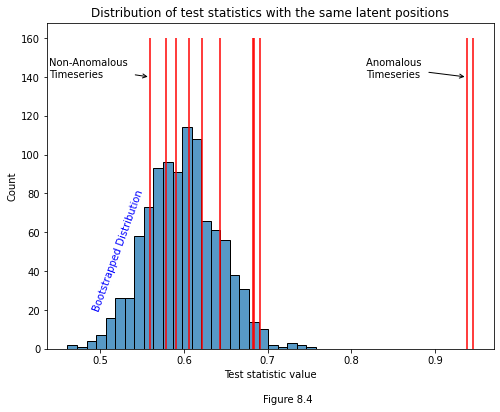 Distribution of test statistics with the same latent positions
160
140
120
100
80
60
40
20
0
Count
Non-Anomalous
Timeseries
Anomalous
Timeseries
Bootstrapped Distribution
0.5 0.6 0.7 0.8 0.9
Test statistic value
Figure 8.4